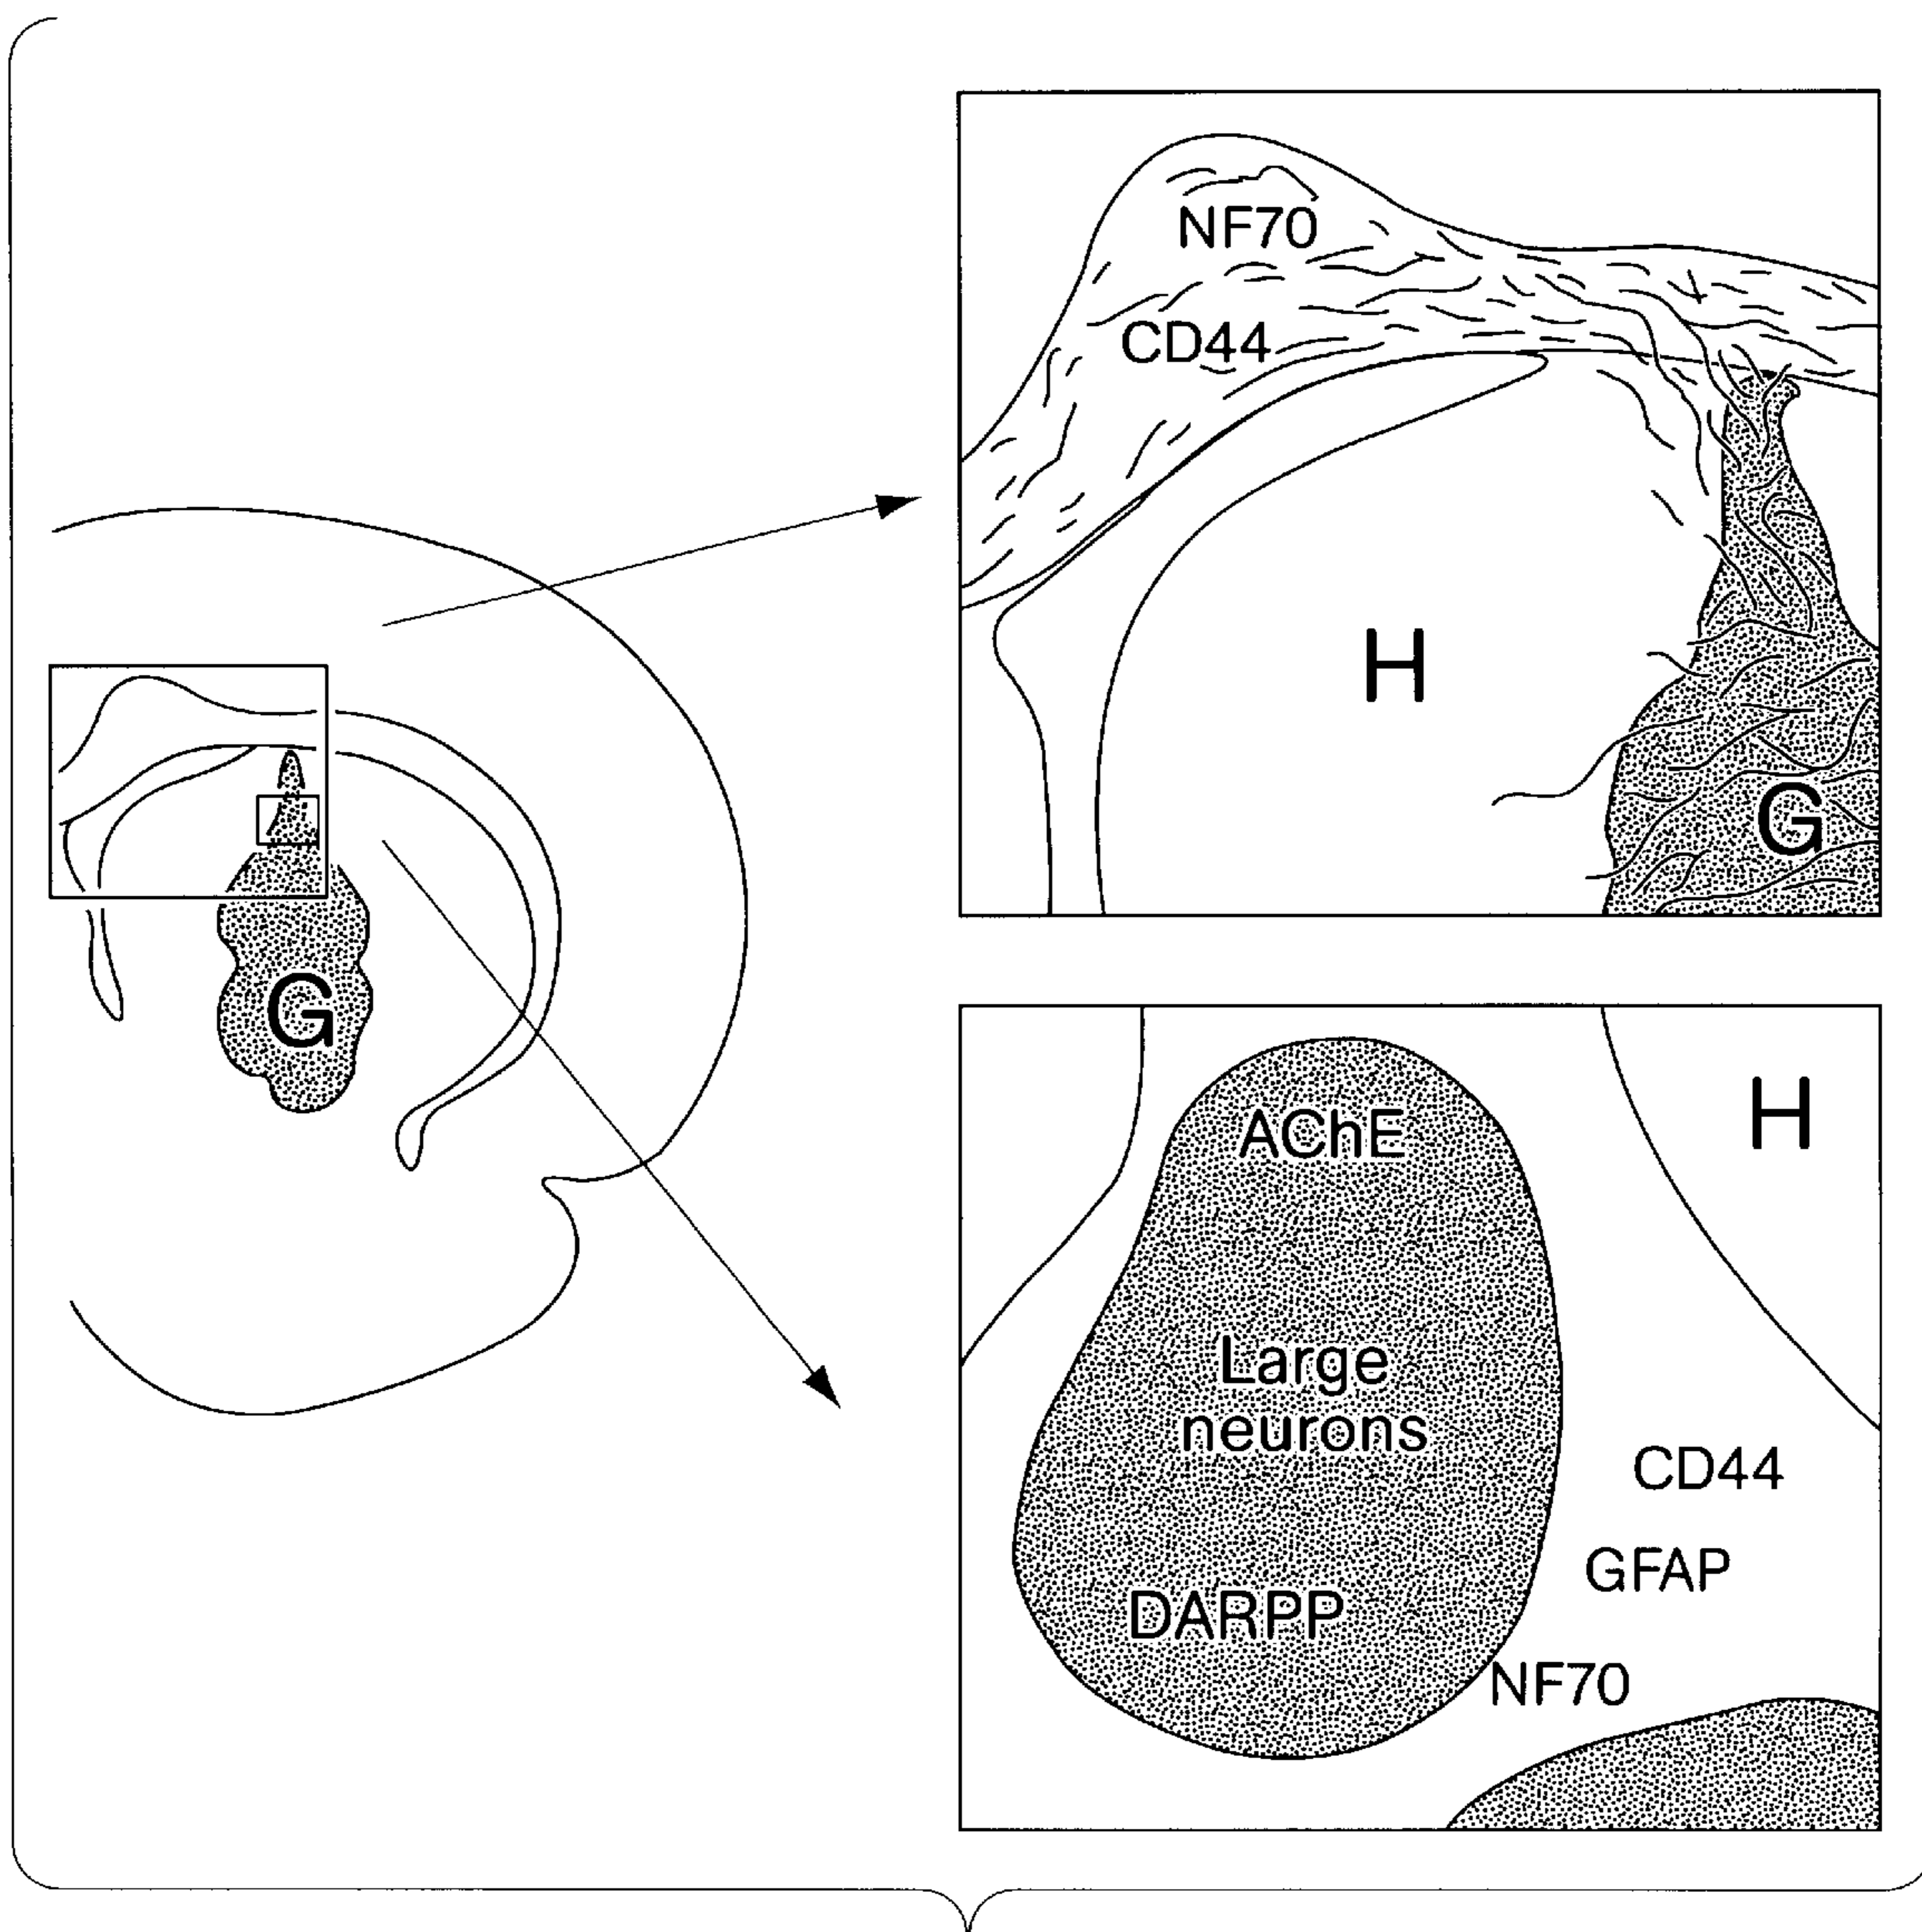 G
NF70
CD44
H
G
H
AChE
Large
neurons
CD44
GFAP
DARPP
NF70